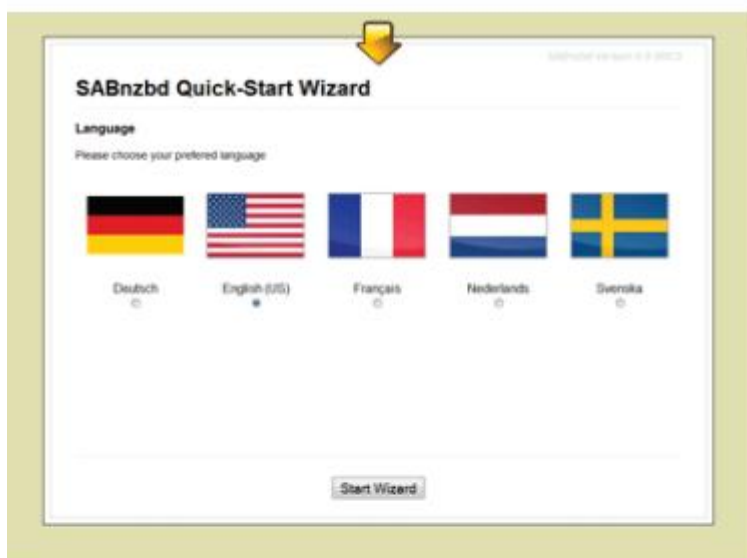 SABnzbd Quick-Start Wizard
Language
Please choose your prefered language
Deutsch English (US) Français Nederlands Svenska
Start Wizard